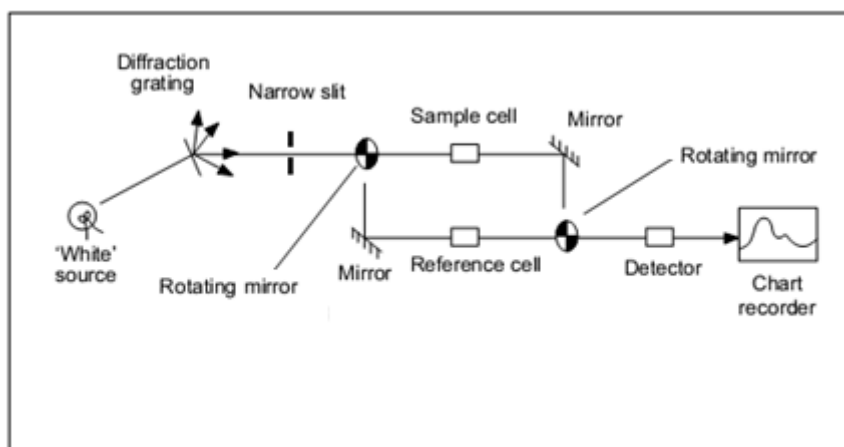 Diffraction
grating
Narrow slit
Sample cell
Mirror
Rotating mirror
'White'
source
Rotating mirror
Mirror
Reference cell
Detector
Chart
recorder